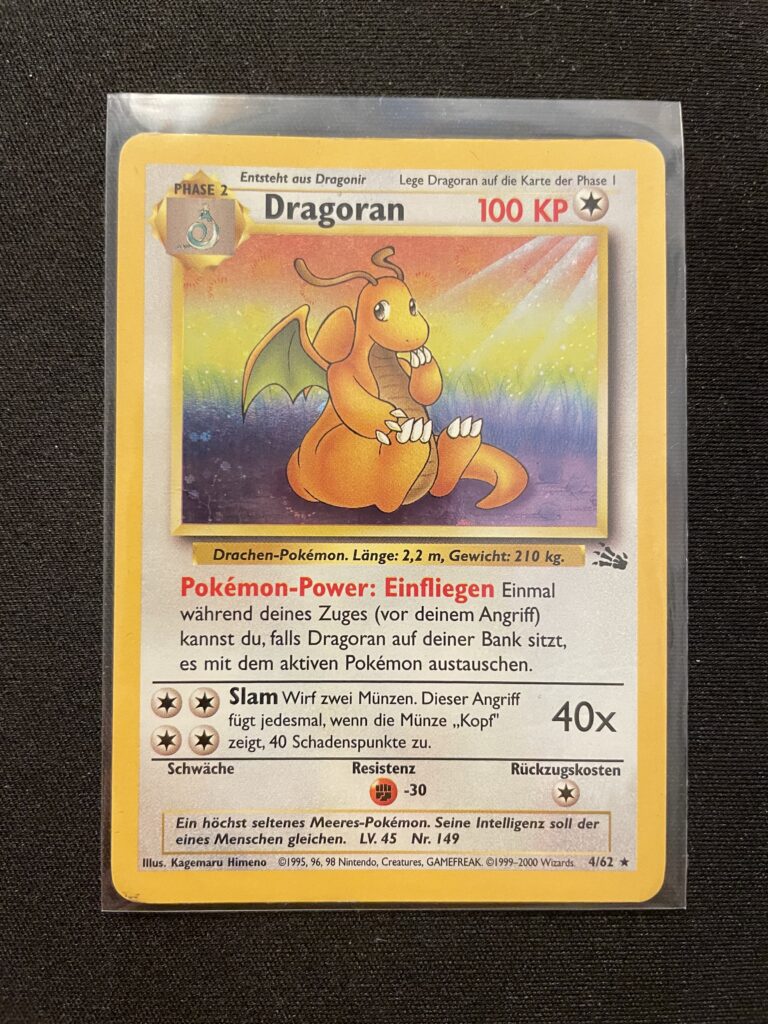 PHASE 2
Entsteht aus Dragonir
Lege Dragoran auf die Karte der Phase 1
Dragoran
100 KP
Drachen-Pokémon. Länge: 2,2 m, Gewicht: 210 kg.
Pokémon-Power: Einfliegen Einmal
während deines Zuges (vor deinem Angriff)
kannst du, falls Dragoran auf deiner Bank sitzt,
es mit dem aktiven Pokémon austauschen.
Slam Wirf zwei Münzen. Dieser Angriff
fügt jedesmal, wenn die Münze „Kopf"
zeigt, 40 Schadenspunkte zu.
40x
Schwäche
Resistenz
Rückzugskosten
-30
Ein höchst seltenes Meeres-Pokémon. Seine Intelligenz soll der
eines Menschen gleichen. LV. 45 Nr. 149
Illus. Kagemaru Himeno ©1995, 96, 98 Nintendo, Creatures, GAMEFREAK. ©1999-2000 Wizards. 4/62 ★